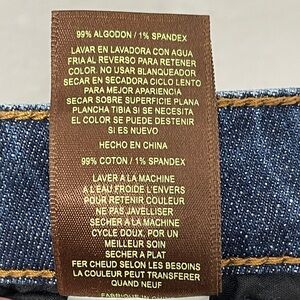 99% ALGODON / 1% SPANDEX
LAVAR EN LAVADORA CON AGUA
FRIA AL REVERSO PARA RETENER
COLOR. NO USAR BLANQUEADOR
SECAR EN SECADORA CICLO LENTO
PARA MEJOR APARIENCIA
SECAR SOBRE SUPERFICIE PLANA
PLANCHA TIBIA SI SE NECESITA
EL COLOR SE PUEDE DESTENIR
SI ES NUEVO
HECHO EN CHINA
99% COTON / 1% SPANDEX
LAVER A LA MACHINE
A L'EAU FROIDE L'ENVERS
POUR RETENIR COULEUR
NE PAS JAVELLISER
SECHER A LA MACHINE
CYCLE DOUX, POUR UN
MEILLEUR SOIN
SECHER A PLAT
FER CHEUD SELON LES BESOINS
LA COULEUR PEUT TRANSFERER
QUAND NEUF